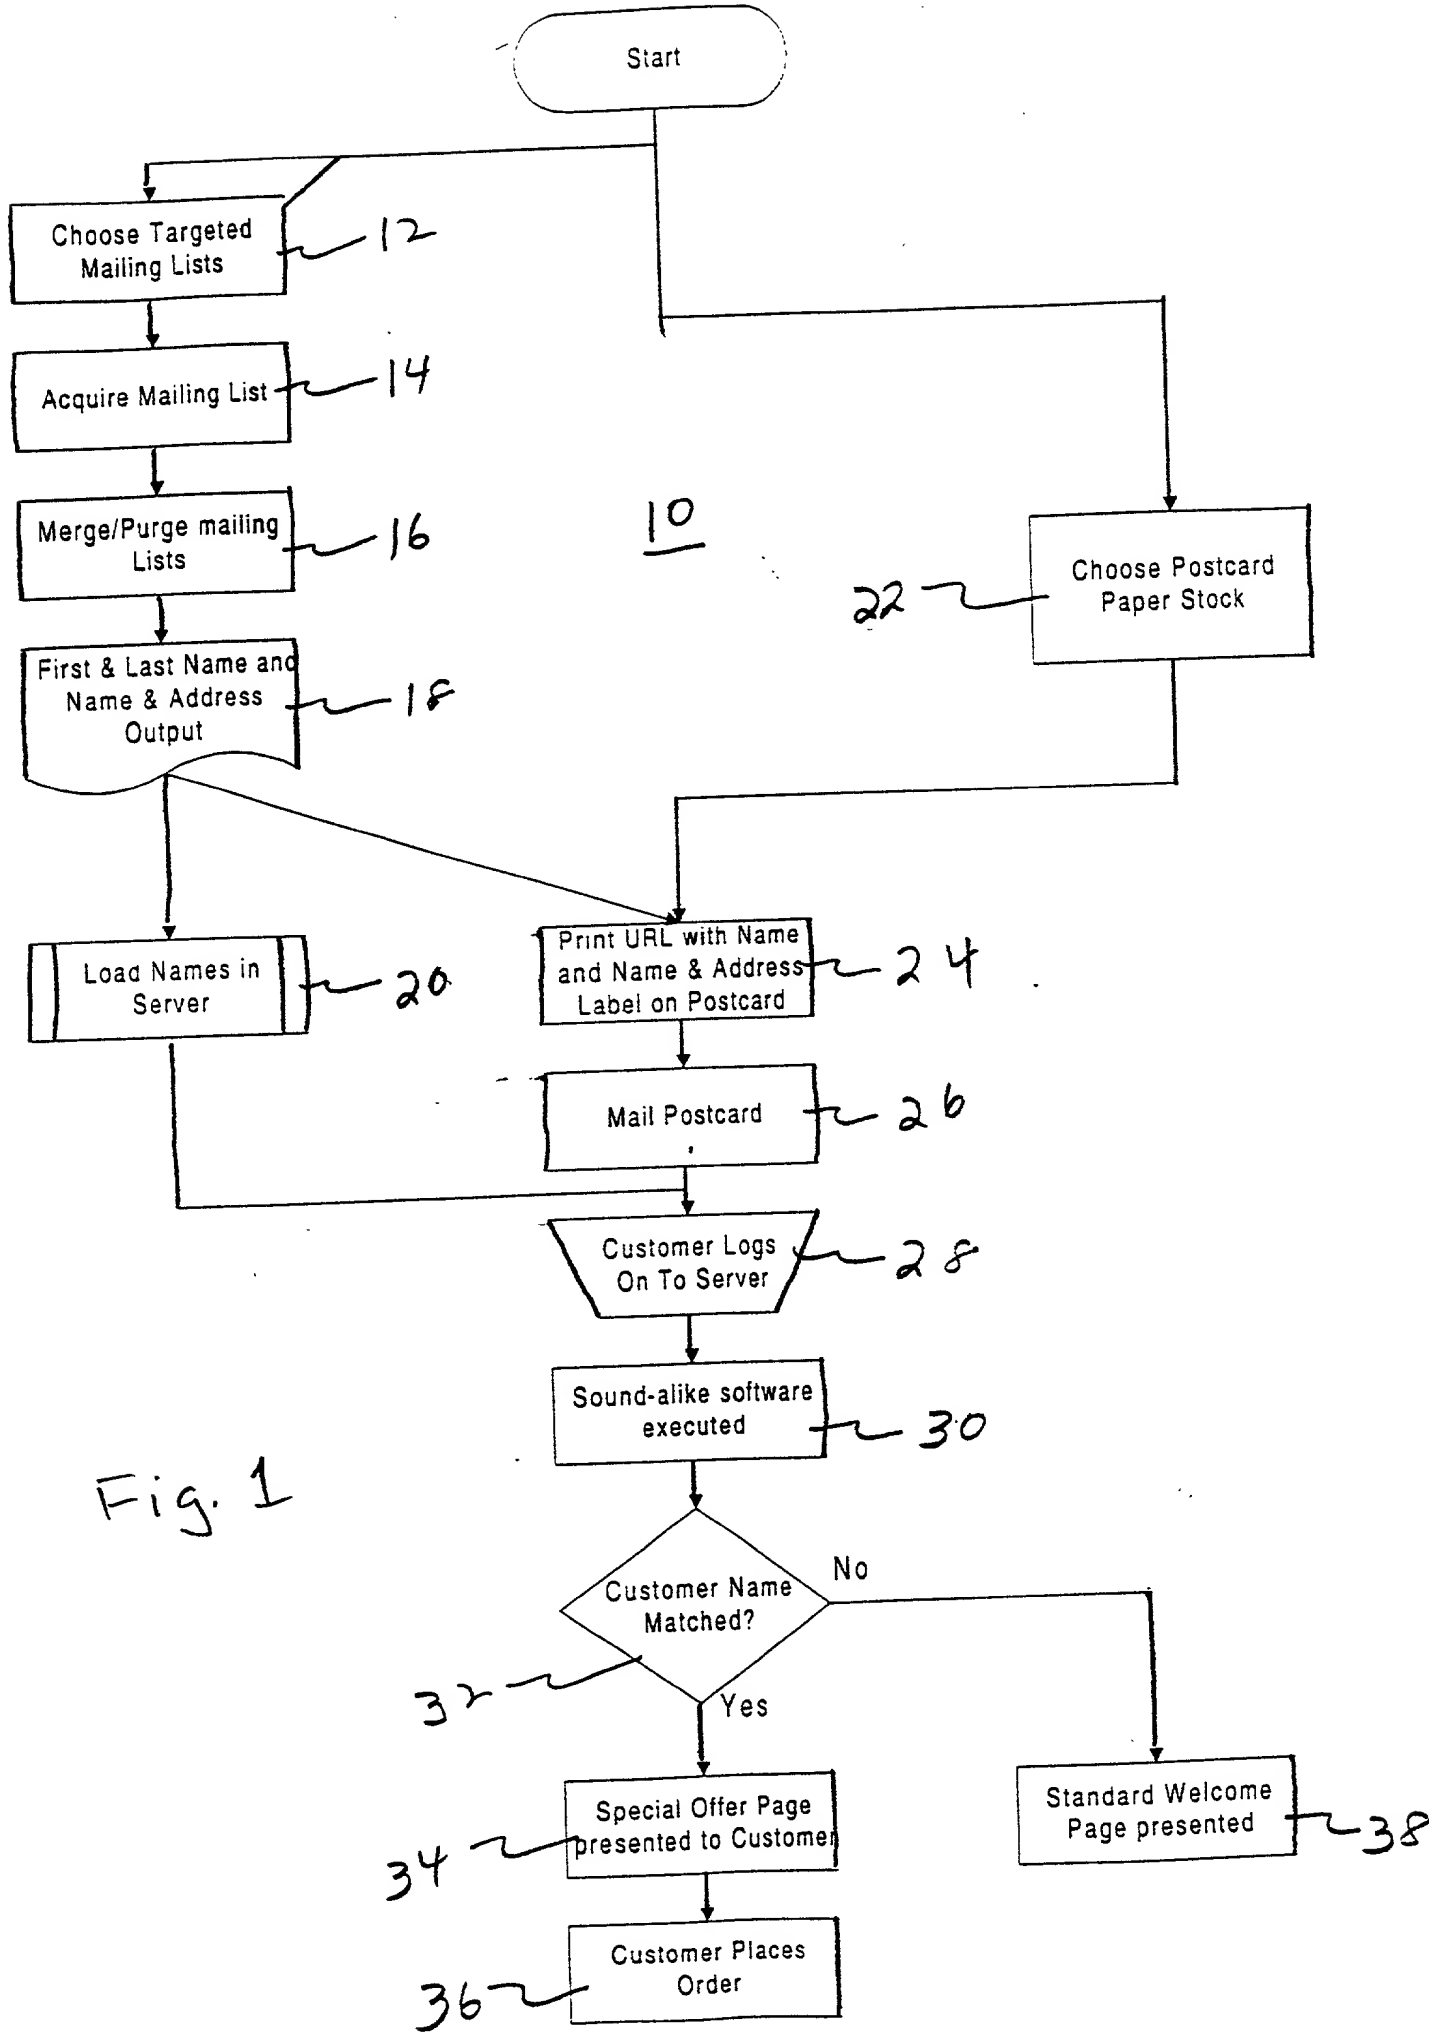 Start
Choose Targeted
Mailing Lists
12
Acquire Mailing List
14
Merge/Purge mailing
Lists
16
10
Choose Postcard
Paper Stock
22
First & Last Name and
Name & Address
Output
18
Load Names in
Server
20
Print URL with Name
and Name & Address
Label on Postcard
24
Mail Postcard
26
Customer Logs
On To Server
28
Sound-alike software
executed
30
Fig. 1
Customer Name
Matched?
No
32
Yes
Special Offer Page
presented to Customer
34
Standard Welcome
Page presented
38
Customer Places
Order
36